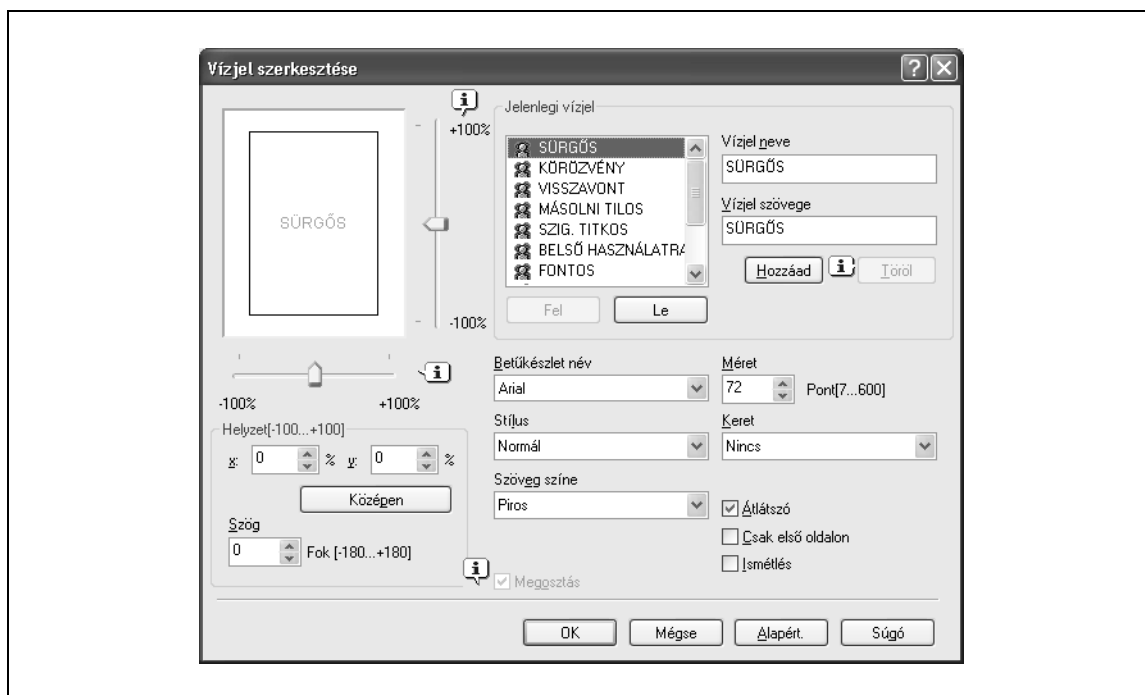 Vízjel szerkesztése
SÜRGŐS
+100%
-100%
-100%
+100%
Jelenlegi vízjel
SÜRGŐS
KÖRÖZVÉNY
VISSZAVONT
MÁSOLNI TILOS
SZIG. TITKOS
BELSŐ HASZNÁLATRA
FONTOS
Fel
Le
Vízjel neve
SÜRGŐS
Vízjel szövege
SÜRGŐS
Hozzáad
Töröl
Helyzet[-100...+100]
x: 0 % y: 0 %
Középen
Szög
0 Fok [-180...+180]
Betűkészlet név
Arial
Méret
72 Pont[7...600]
Stílus
Normál
Keret
Nincs
Szöveg színe
Piros
Átlátszó
Csak első oldalon
Ismétlés
Megosztás
OK
Mégse
Alapért.
Súgó